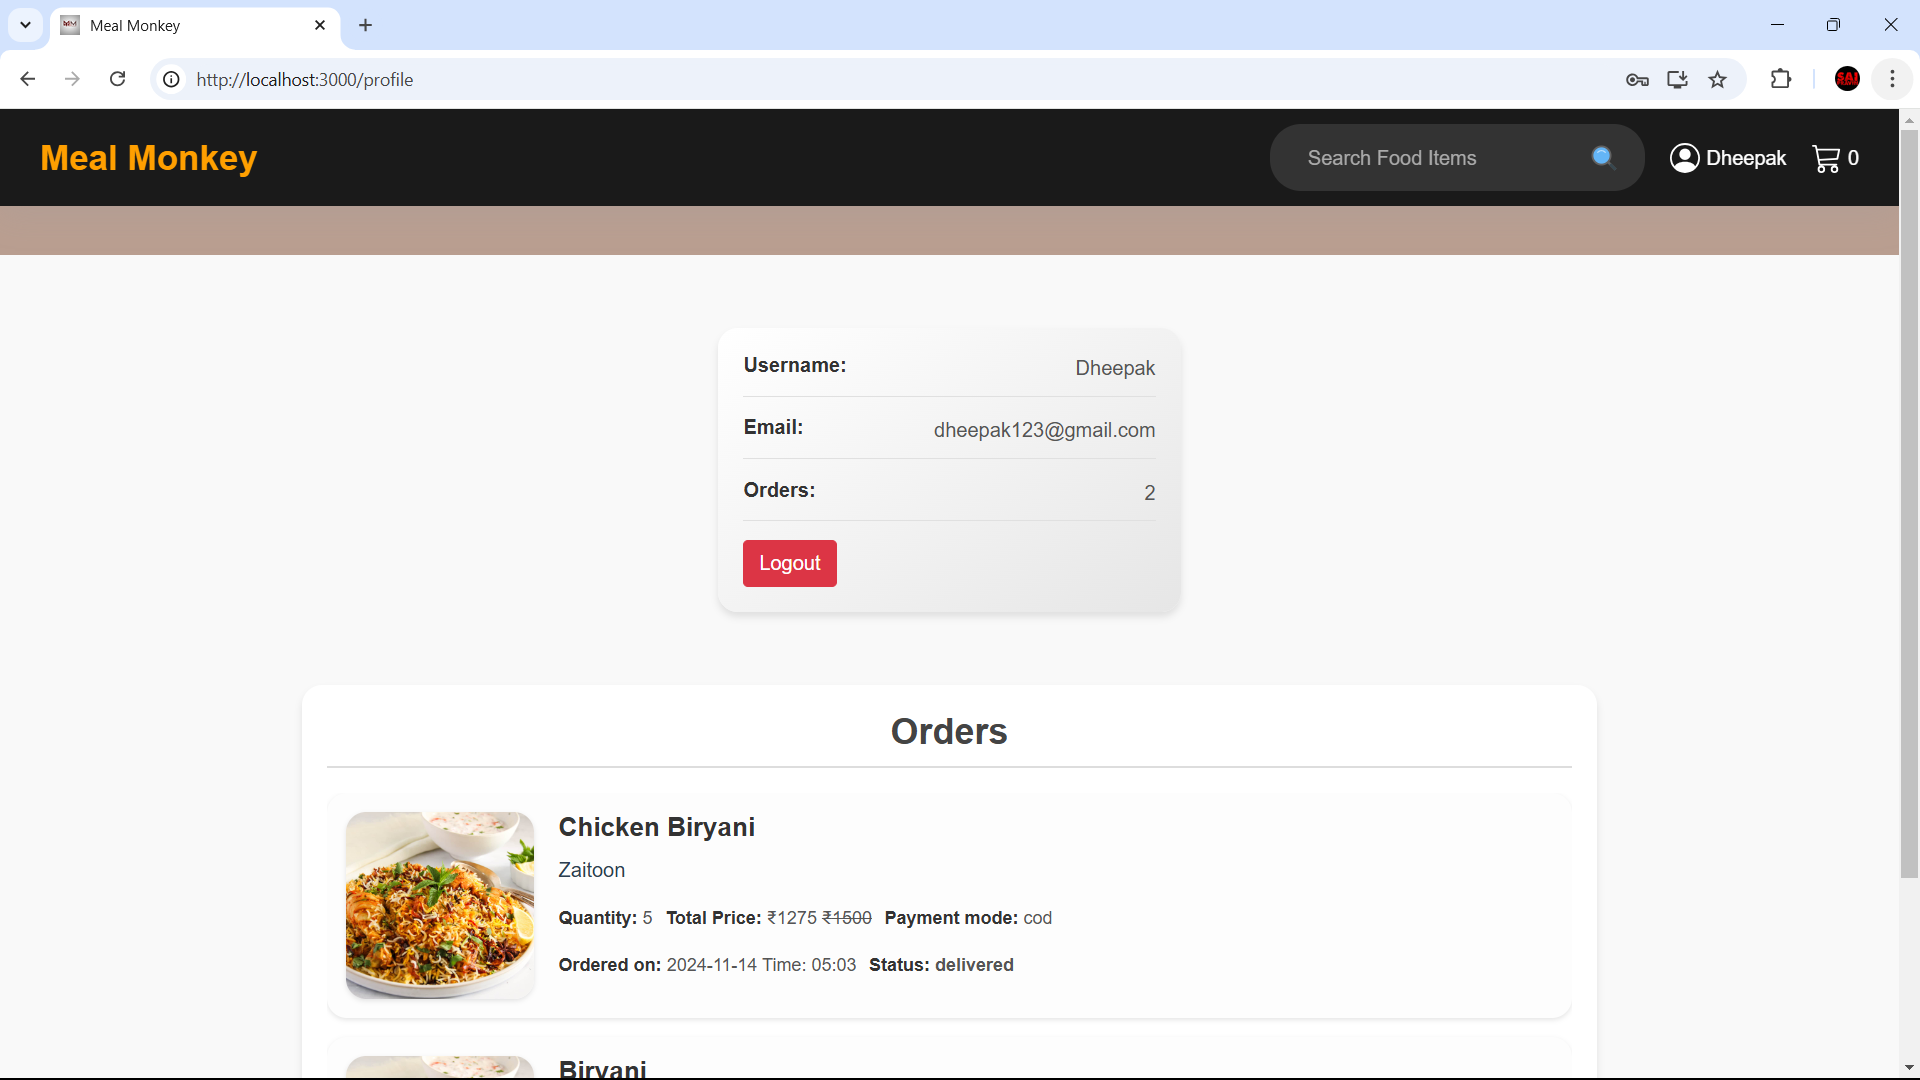 Meal Monkey
http://localhost:3000/profile
Meal Monkey
Search Food Items
Dheepak
0
Username:
Dheepak
Email:
dheepak123@gmail.com
Orders:
2
Logout
Orders
Chicken Biryani
Zaitoon
Quantity: 5 Total Price: ₹1275 ₹1500 Payment mode: cod
Ordered on: 2024-11-14 Time: 05:03 Status: delivered
Biryani